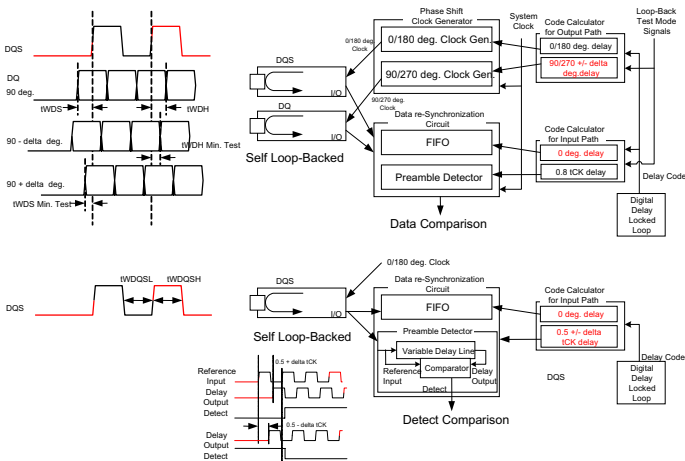 Phase Shift
Clock Generator
System
Clock
Code Calculator
for Output Path
Loop-Back
Test Mode
Signals
DQS
0/180 deg.
Clock
0/180 deg. Clock Gen.
0/180 deg. delay
90/270 +/- delta
deg.delay
DQS
I/O
90/270 deg. Clock Gen.
DQ
90 deg.
tWDS
tWDH
DQ
I/O
90/270 deg.
Clock
Data re-Synchronization
Circuit
90 - delta deg.
tWDH Min. Test
Self Loop-Backed
FIFO
Code Calculator
for Input Path
0 deg. delay
0.8 tCK delay
Preamble Detector
Delay Code
90 + delta deg.
tWDS Min. Test
Digital
Delay
Locked
Loop
Data Comparison
0/180 deg. Clock
tWDQSL
tWDQSH
DQS
DQS
I/O
Self Loop-Backed
Data re-Synchronization
Circuit
FIFO
Code Calculator
for Input Path
0 deg. delay
0.5 +/- delta
tCK delay
Preamble Detector
Variable Delay Line
Reference
Input
Comparator
Delay
Output
Detect
Delay Code
DQS
Digital
Delay
Locked
Loop
Detect Comparison
0.5 + delta tCK
Reference
Input
Delay
Output
Detect
0.5 - delta tCK
Delay
Output
Detect